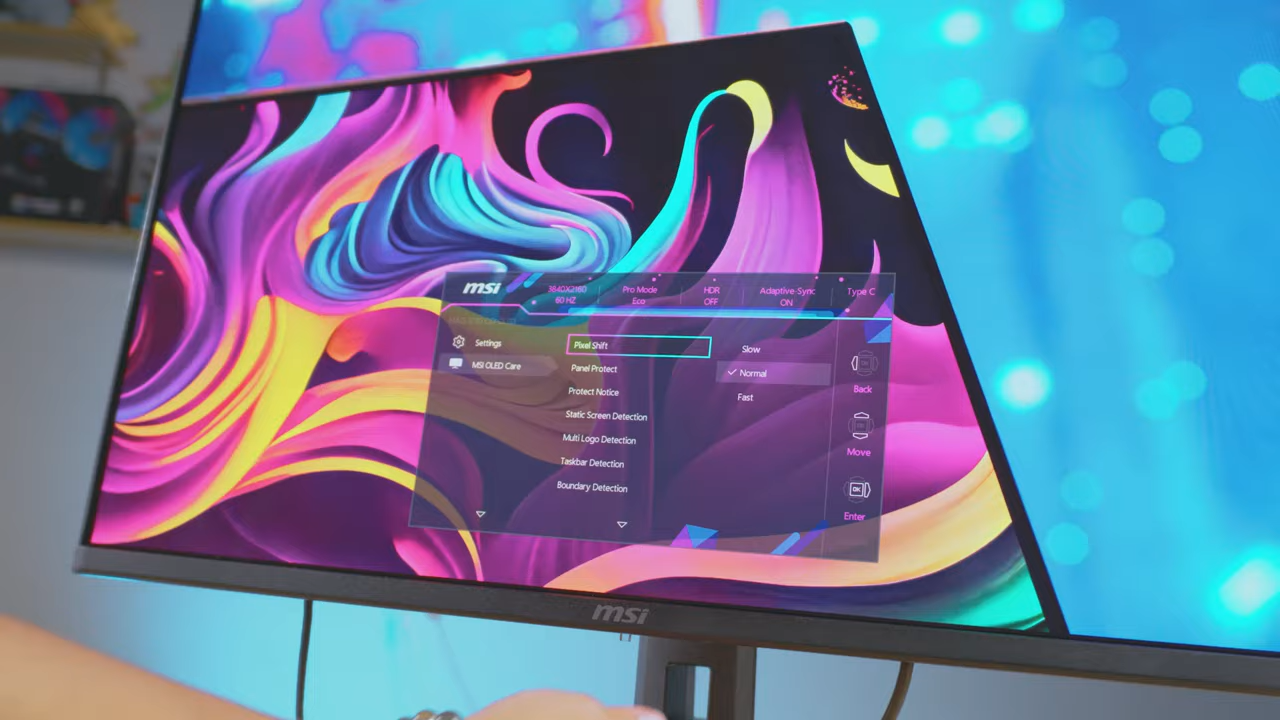 msi
3840X2160
60 HZ
Pro Mode
Eco
HDR
OFF
Adaptive-Sync
ON
Type C
Settings
MSI OLED Care
Pixel Shift
Panel Protect
Protect Notice
Static Screen Detection
Multi Logo Detection
Taskbar Detection
Boundary Detection
Slow
Normal
Fast
Back
Move
OK
Enter
msi